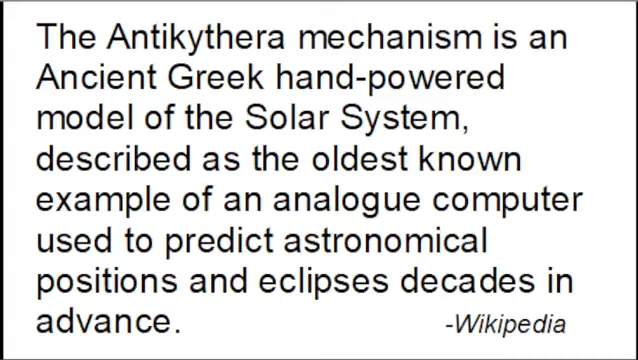 The Antikythera mechanism is an
Ancient Greek hand-powered
model of the Solar System,
described as the oldest known
example of an analogue computer
used to predict astronomical
positions and eclipses decades in
advance.
-Wikipedia